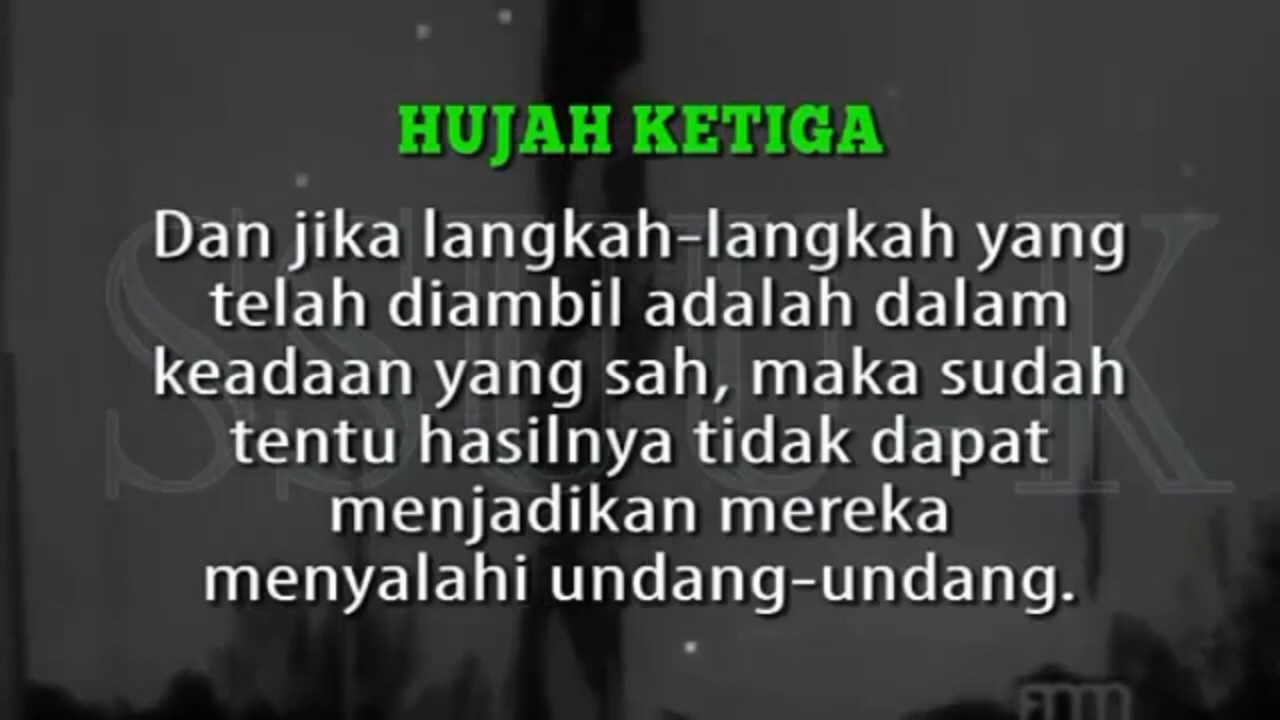 HUJAH KETIGA
Dan jika langkah-langkah yang
telah diambil adalah dalam
keadaan yang sah, maka sudah
tentu hasilnya tidak dapat
menjadikan mereka
menyalahi undang-undang.